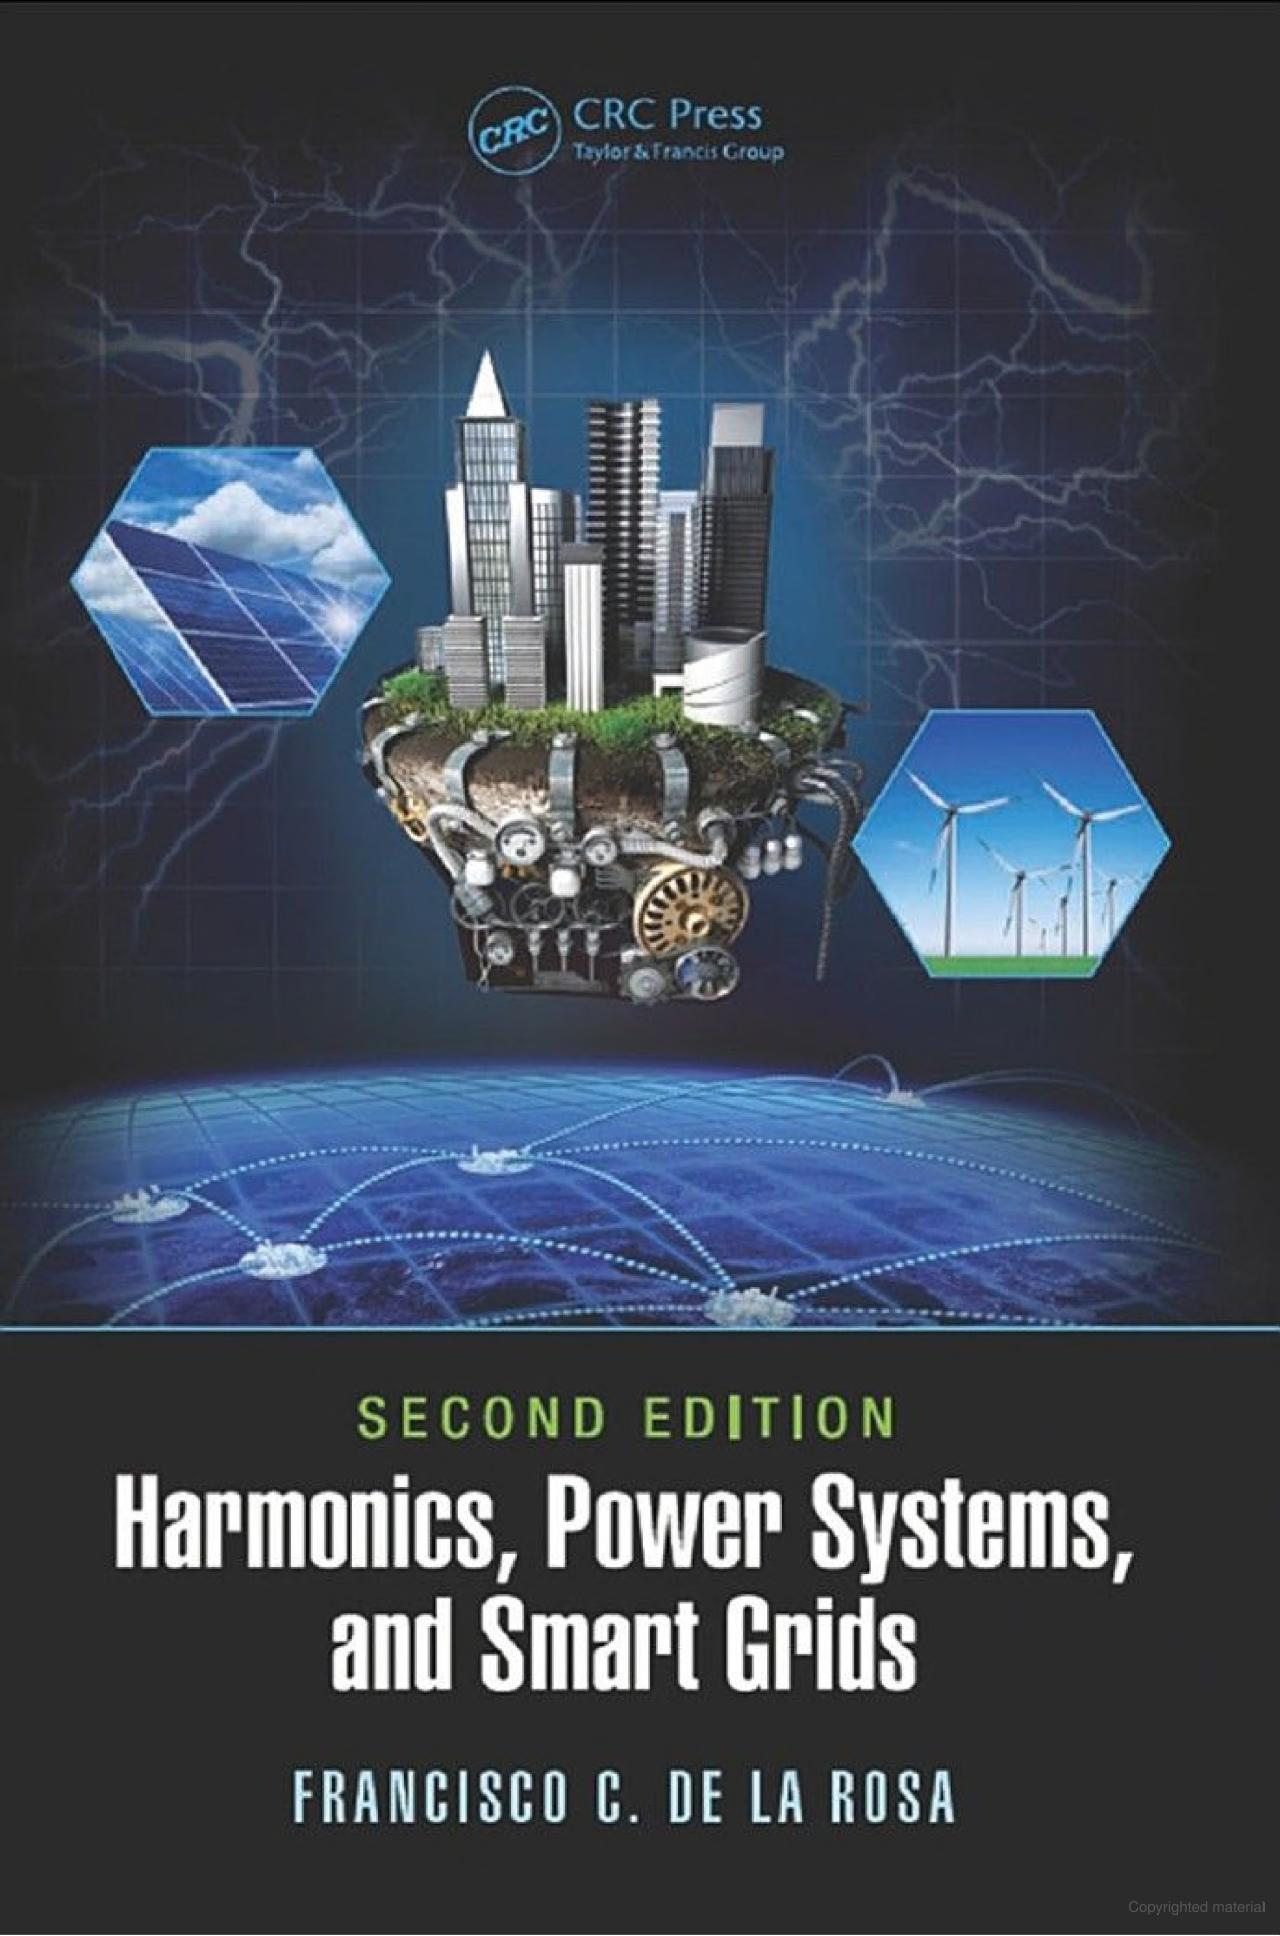 CRC
CRC Press
Taylor & Francis Group
SECOND EDITION
Harmonics, Power Systems,
and Smart Grids
FRANCISCO C. DE LA ROSA
Copyrighted material